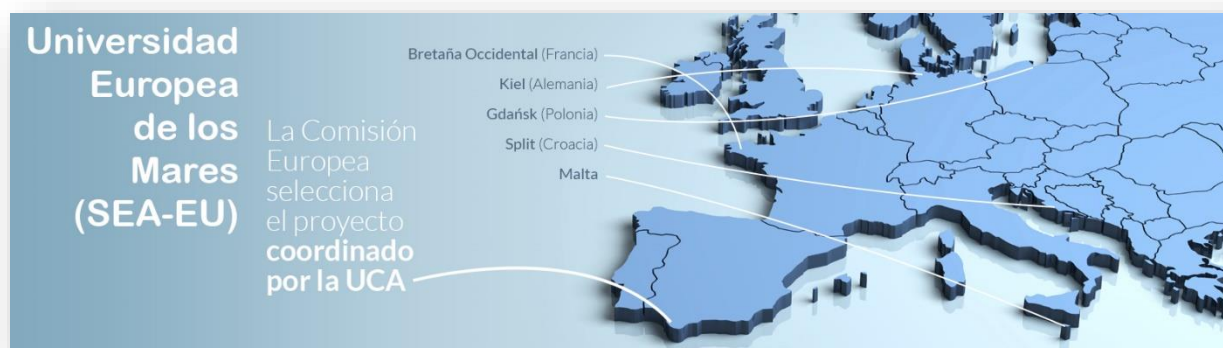 Universidad
Europea
de los
Mares
(SEA-EU)
La Comisión
Europea
selecciona
el proyecto
coordinado
por la UCA
Bretaña Occidental (Francia)
Kiel (Alemania)
Gdańsk (Polonia)
Split (Croacia)
Malta